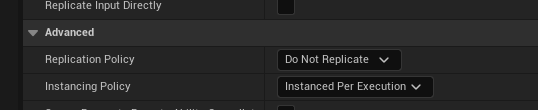 Replicate Input Directly
Advanced
Replication Policy
Do Not Replicate
Instancing Policy
Instanced Per Execution